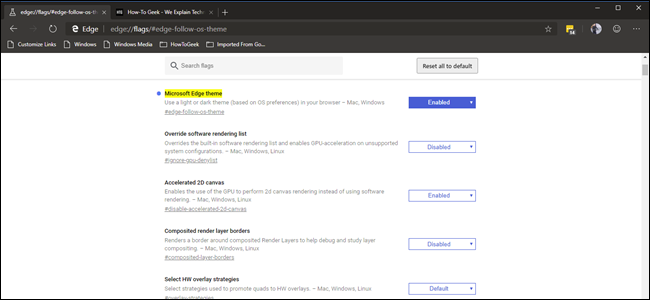 edge://flags/#edge-follow-os-th
How-To Geek - We Explain Techn
Edge
edge://flags/#edge-follow-os-theme
Customize Links
Windows
Windows Media
HowToGeek
Imported From Go...
Search flags
Reset all to default
Microsoft Edge theme
Use a light or dark theme (based on OS preferences) in your browser – Mac, Windows
#edge-follow-os-theme
Enabled
Override software rendering list
Overrides the built-in software rendering list and enables GPU-acceleration on unsupported
system configurations. – Mac, Windows, Linux
#ignore-gpu-denylist
Disabled
Accelerated 2D canvas
Enables the use of the GPU to perform 2d canvas rendering instead of using software
rendering. – Mac, Windows, Linux
#disable-accelerated-2d-canvas
Enabled
Composited render layer borders
Renders a border around composited Render Layers to help debug and study layer
compositing. – Mac, Windows, Linux
#composited-layer-borders
Disabled
Select HW overlay strategies
Select strategies used to promote quads to HW overlays. – Mac, Windows, Linux
#overlay-strategies
Default